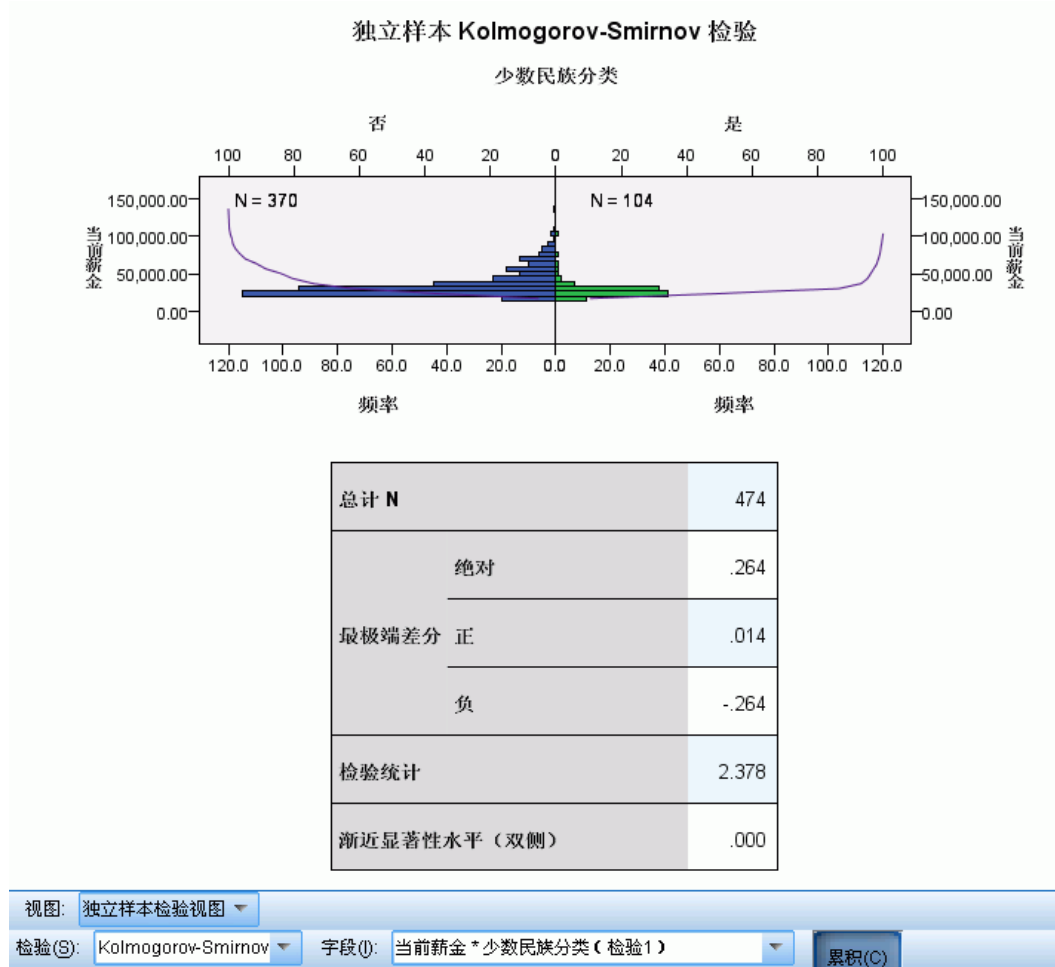 独立样本 Kolmogorov-Smirnov 检验
少数民族分类
否 是
100 80 60 40 20 0 20 40 60 80 100
N = 370 N = 104
150,000.00 150,000.00
100,000.00 100,000.00
50,000.00 50,000.00
0.00 0.00
当前薪金 当前薪金
120.0 100.0 80.0 60.0 40.0 20.0 0.0 20.0 40.0 60.0 80.0 100.0 120.0
频率 频率
总计 N 474
最极端差分 绝对 .264
正 .014
负 -.264
检验统计 2.378
渐近显著性水平（双侧） .000
视图: 独立样本检验视图
检验(S): Kolmogorov-Smirnov 字段(I): 当前薪金 * 少数民族分类 ( 检验1 ) 累积(C)